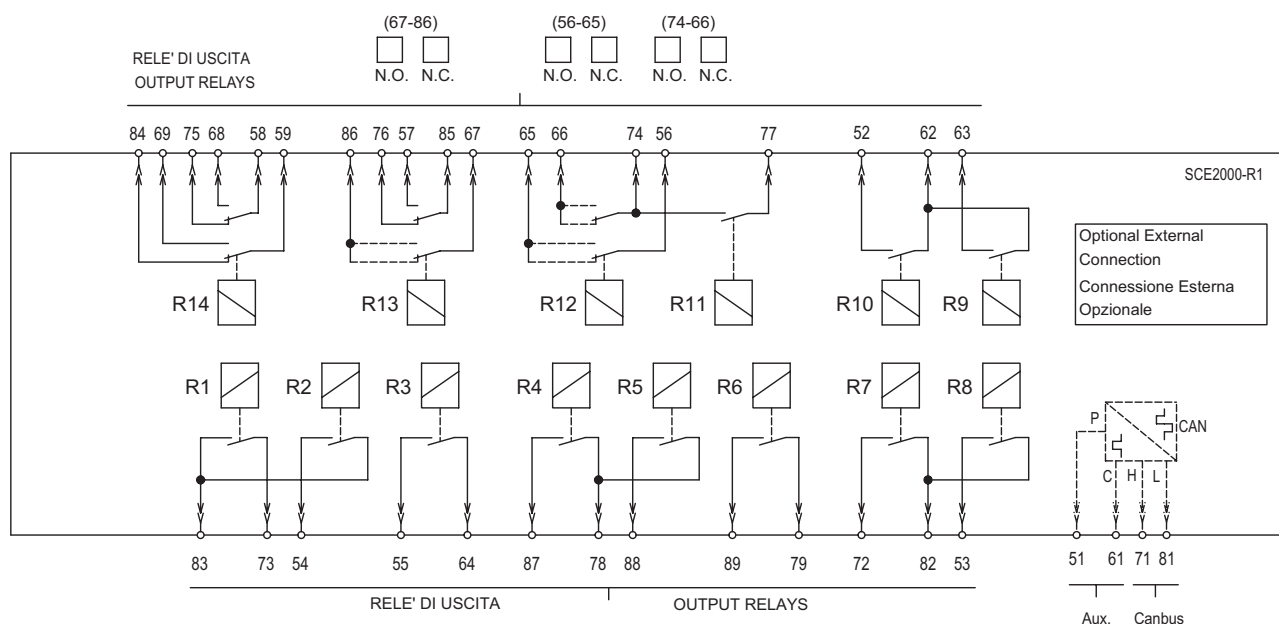 (67-86) (56-65) (74-66)
RELE' DI USCITA
OUTPUT RELAYS
N.O. N.C. N.O. N.C. N.O. N.C.
84 69 75 68 58 59 86 76 57 85 67 65 66 74 56 77 52 62 63
SCE2000-R1
Optional External
Connection
Connessione Esterna
Opzionale
R14 R13 R12 R11 R10 R9
R1 R2 R3 R4 R5 R6 R7 R8
P CAN
C H L
83 73 54 55 64 87 78 88 89 79 72 82 53 51 61 71 81
RELE' DI USCITA OUTPUT RELAYS
Aux. Canbus